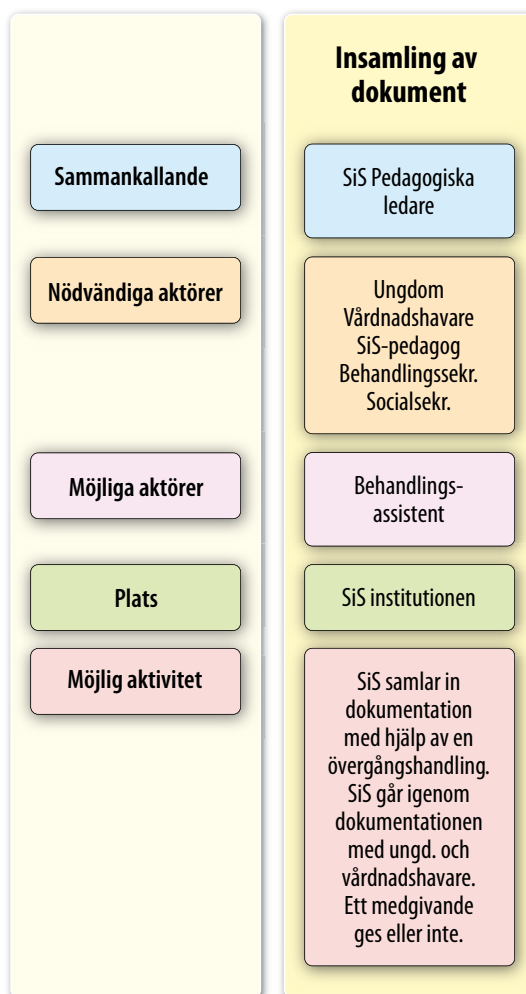 Insamling av
dokument
Sammankallande
SiS Pedagogiska
ledare
Nödvändiga aktörer
Ungdom
Vårdnadshavare
SiS-pedagog
Behandlingssekr.
Socialsekr.
Möjliga aktörer
Behandlings-
assistent
Plats
SiS institutionen
Möjlig aktivitet
SiS samlar in
dokumentation
med hjälp av en
övergångshandling.
SiS går igenom
dokumentationen
med ungd. och
vårdnadshavare.
Ett medgivande
ges eller inte.